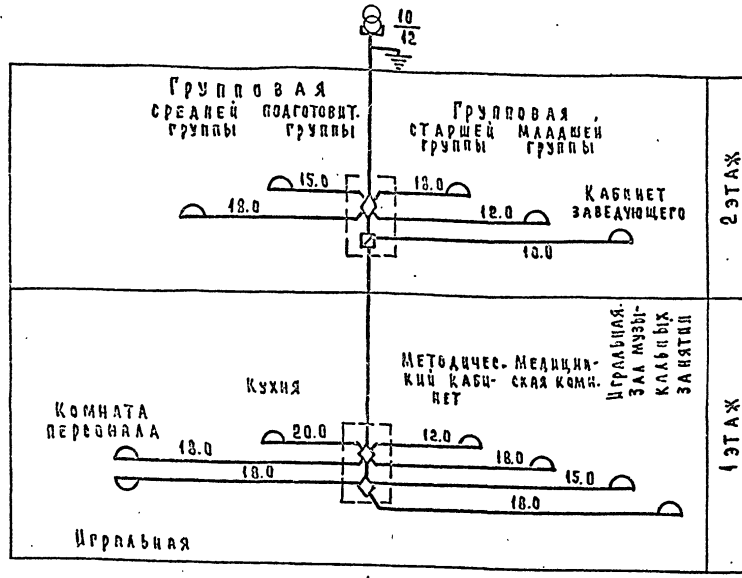 10
12
Групповая
средней подготовит.
группы группы
Групповая
старшей младшей
группы группы
15.0
18.0
18.0
12.0
Кабинет
заведующего
10.0
2 этаж
Методичес- Медицин-
кий каби- ская комн.
нет
Игральная.
Зал музы-
кальных
занятий
Кухня
Комната
персонала
20.0
12.0
18.0
18.0
18.0
15.0
18.0
Игральная
1 этаж